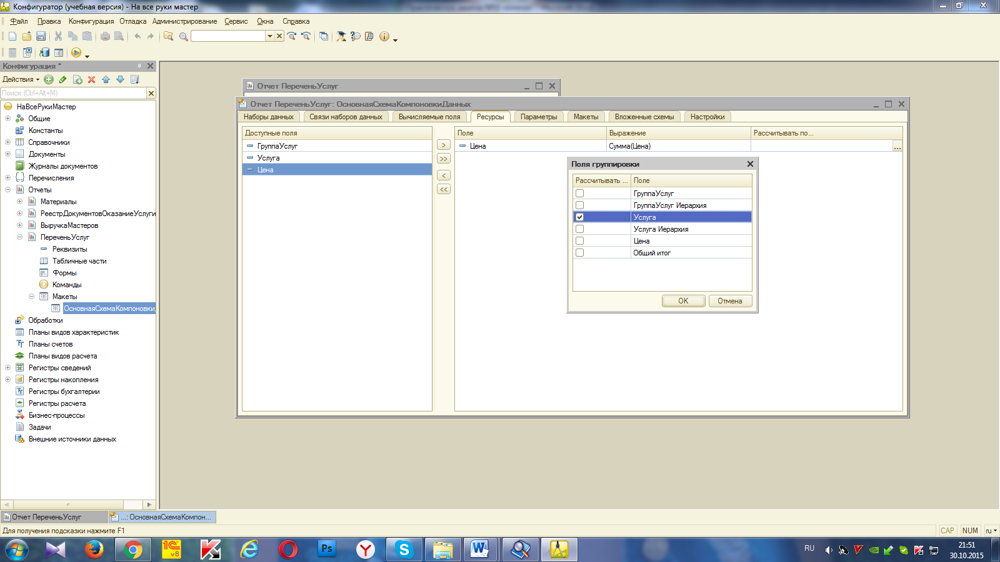 Конфигуратор (учебная версия) - На все руки мастер
Файл Правка Конфигурация Отладка Администрирование Сервис Окна Справка
Конфигурация *
Действия
Поиск (Ctrl+Alt+M)
НаВсеРукиМастер
Общие
Константы
Справочники
Документы
Журналы документов
Перечисления
Отчеты
Материалы
РеестрДокументовОказаниеУслуги
ВыручкаМастеров
ПереченьУслуг
Реквизиты
Табличные части
Формы
Команды
Макеты
ОсновнаяСхемаКомпоновки
Обработки
Планы видов характеристик
Планы счетов
Планы видов расчета
Регистры сведений
Регистры накопления
Регистры бухгалтерии
Регистры расчета
Бизнес-процессы
Задачи
Внешние источники данных
Отчет ПереченьУслуг
Отчет ПереченьУслуг: ОсновнаяСхемаКомпоновкиДанных
Наборы данных Связи наборов данных Вычисляемые поля Ресурсы Параметры Макеты Вложенные схемы Настройки
Доступные поля
ГруппаУслуг
Услуга
Цена
> >> < <<
Поле Выражение Рассчитывать по...
Цена Сумма(Цена) ...
Поля группировки
Рассчитывать ... Поле
ГруппаУслуг
ГруппаУслуг Иерархия
Услуга
Услуга Иерархия
Цена
Общий итог
OK Отмена
Отчет ПереченьУслуг ...: ОсновнаяСхемаКомпон...
Для получения подсказки нажмите F1 CAP NUM ru
1С v8 Ps RU 21:51
30.10.2015